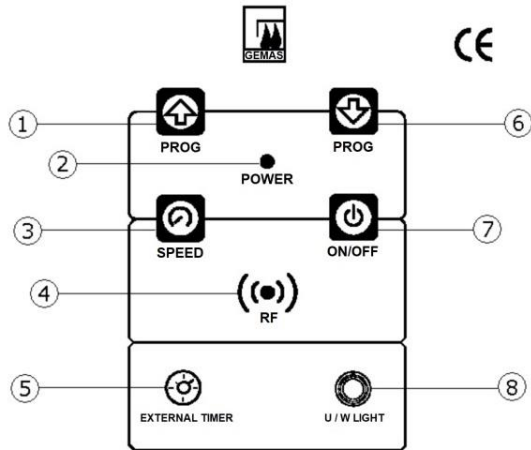 GEMAS
CE
1
6
PROG
PROG
2
POWER
3
7
SPEED
ON/OFF
4
RF
5
8
EXTERNAL TIMER
U / W LIGHT